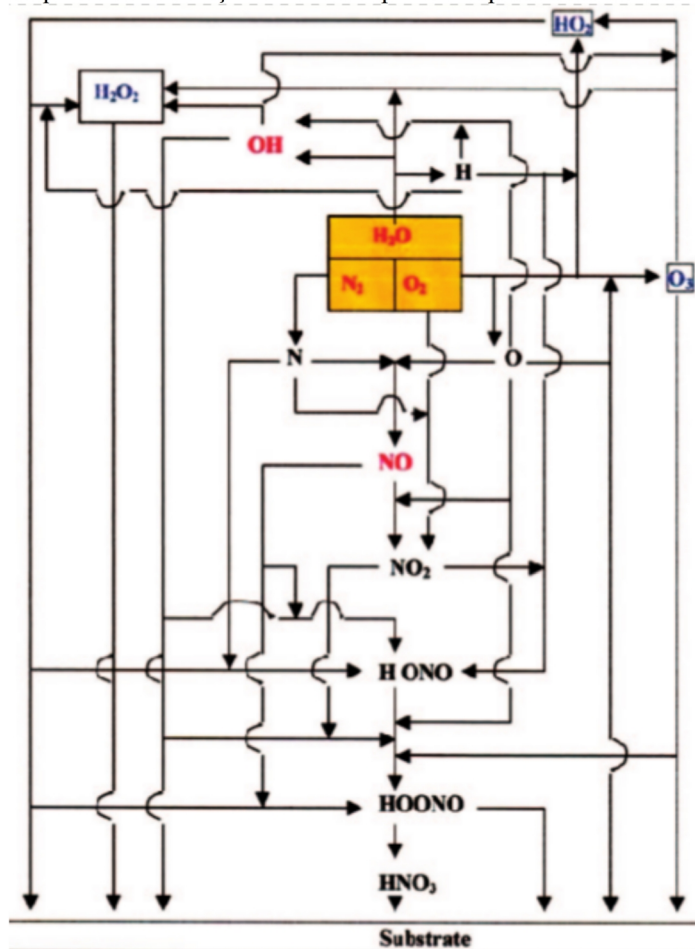 HO₂
H₂O₂
OH
H
H₂O
N₂ O₂
O₃
N O
NO
NO₂
H ONO
HOONO
HNO₃
Substrate